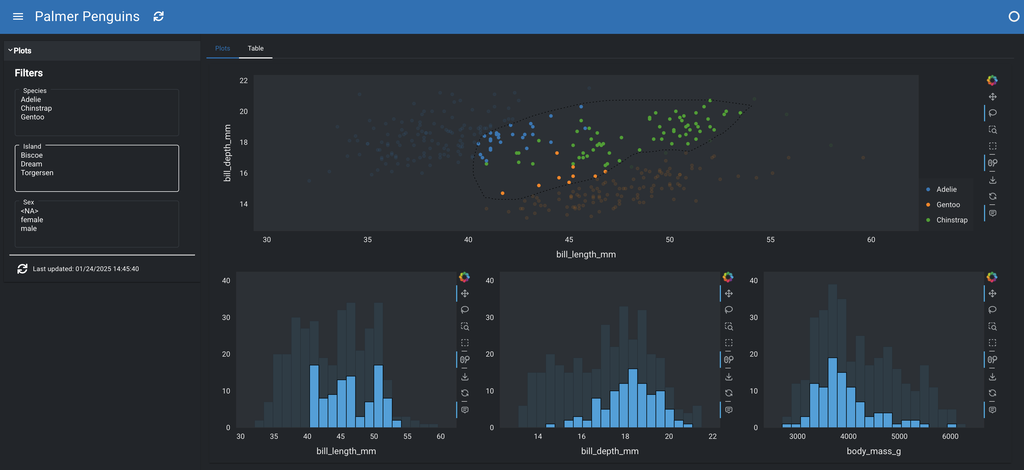 Palmer Penguins
Plots
Filters
Species
Adelie
Chinstrap
Gentoo
Island
Biscoe
Dream
Torgersen
Sex
<NA>
female
male
Last updated: 01/24/2025 14:45:40
Plots Table
bill_depth_mm
22
20
18
16
14
30 35 40 45 50 55 60
bill_length_mm
Adelie
Gentoo
Chinstrap
40
30
20
10
0
30 35 40 45 50 55 60
bill_length_mm
40
30
20
10
0
14 16 18 20 22
bill_depth_mm
40
30
20
10
0
3000 4000 5000 6000
body_mass_g